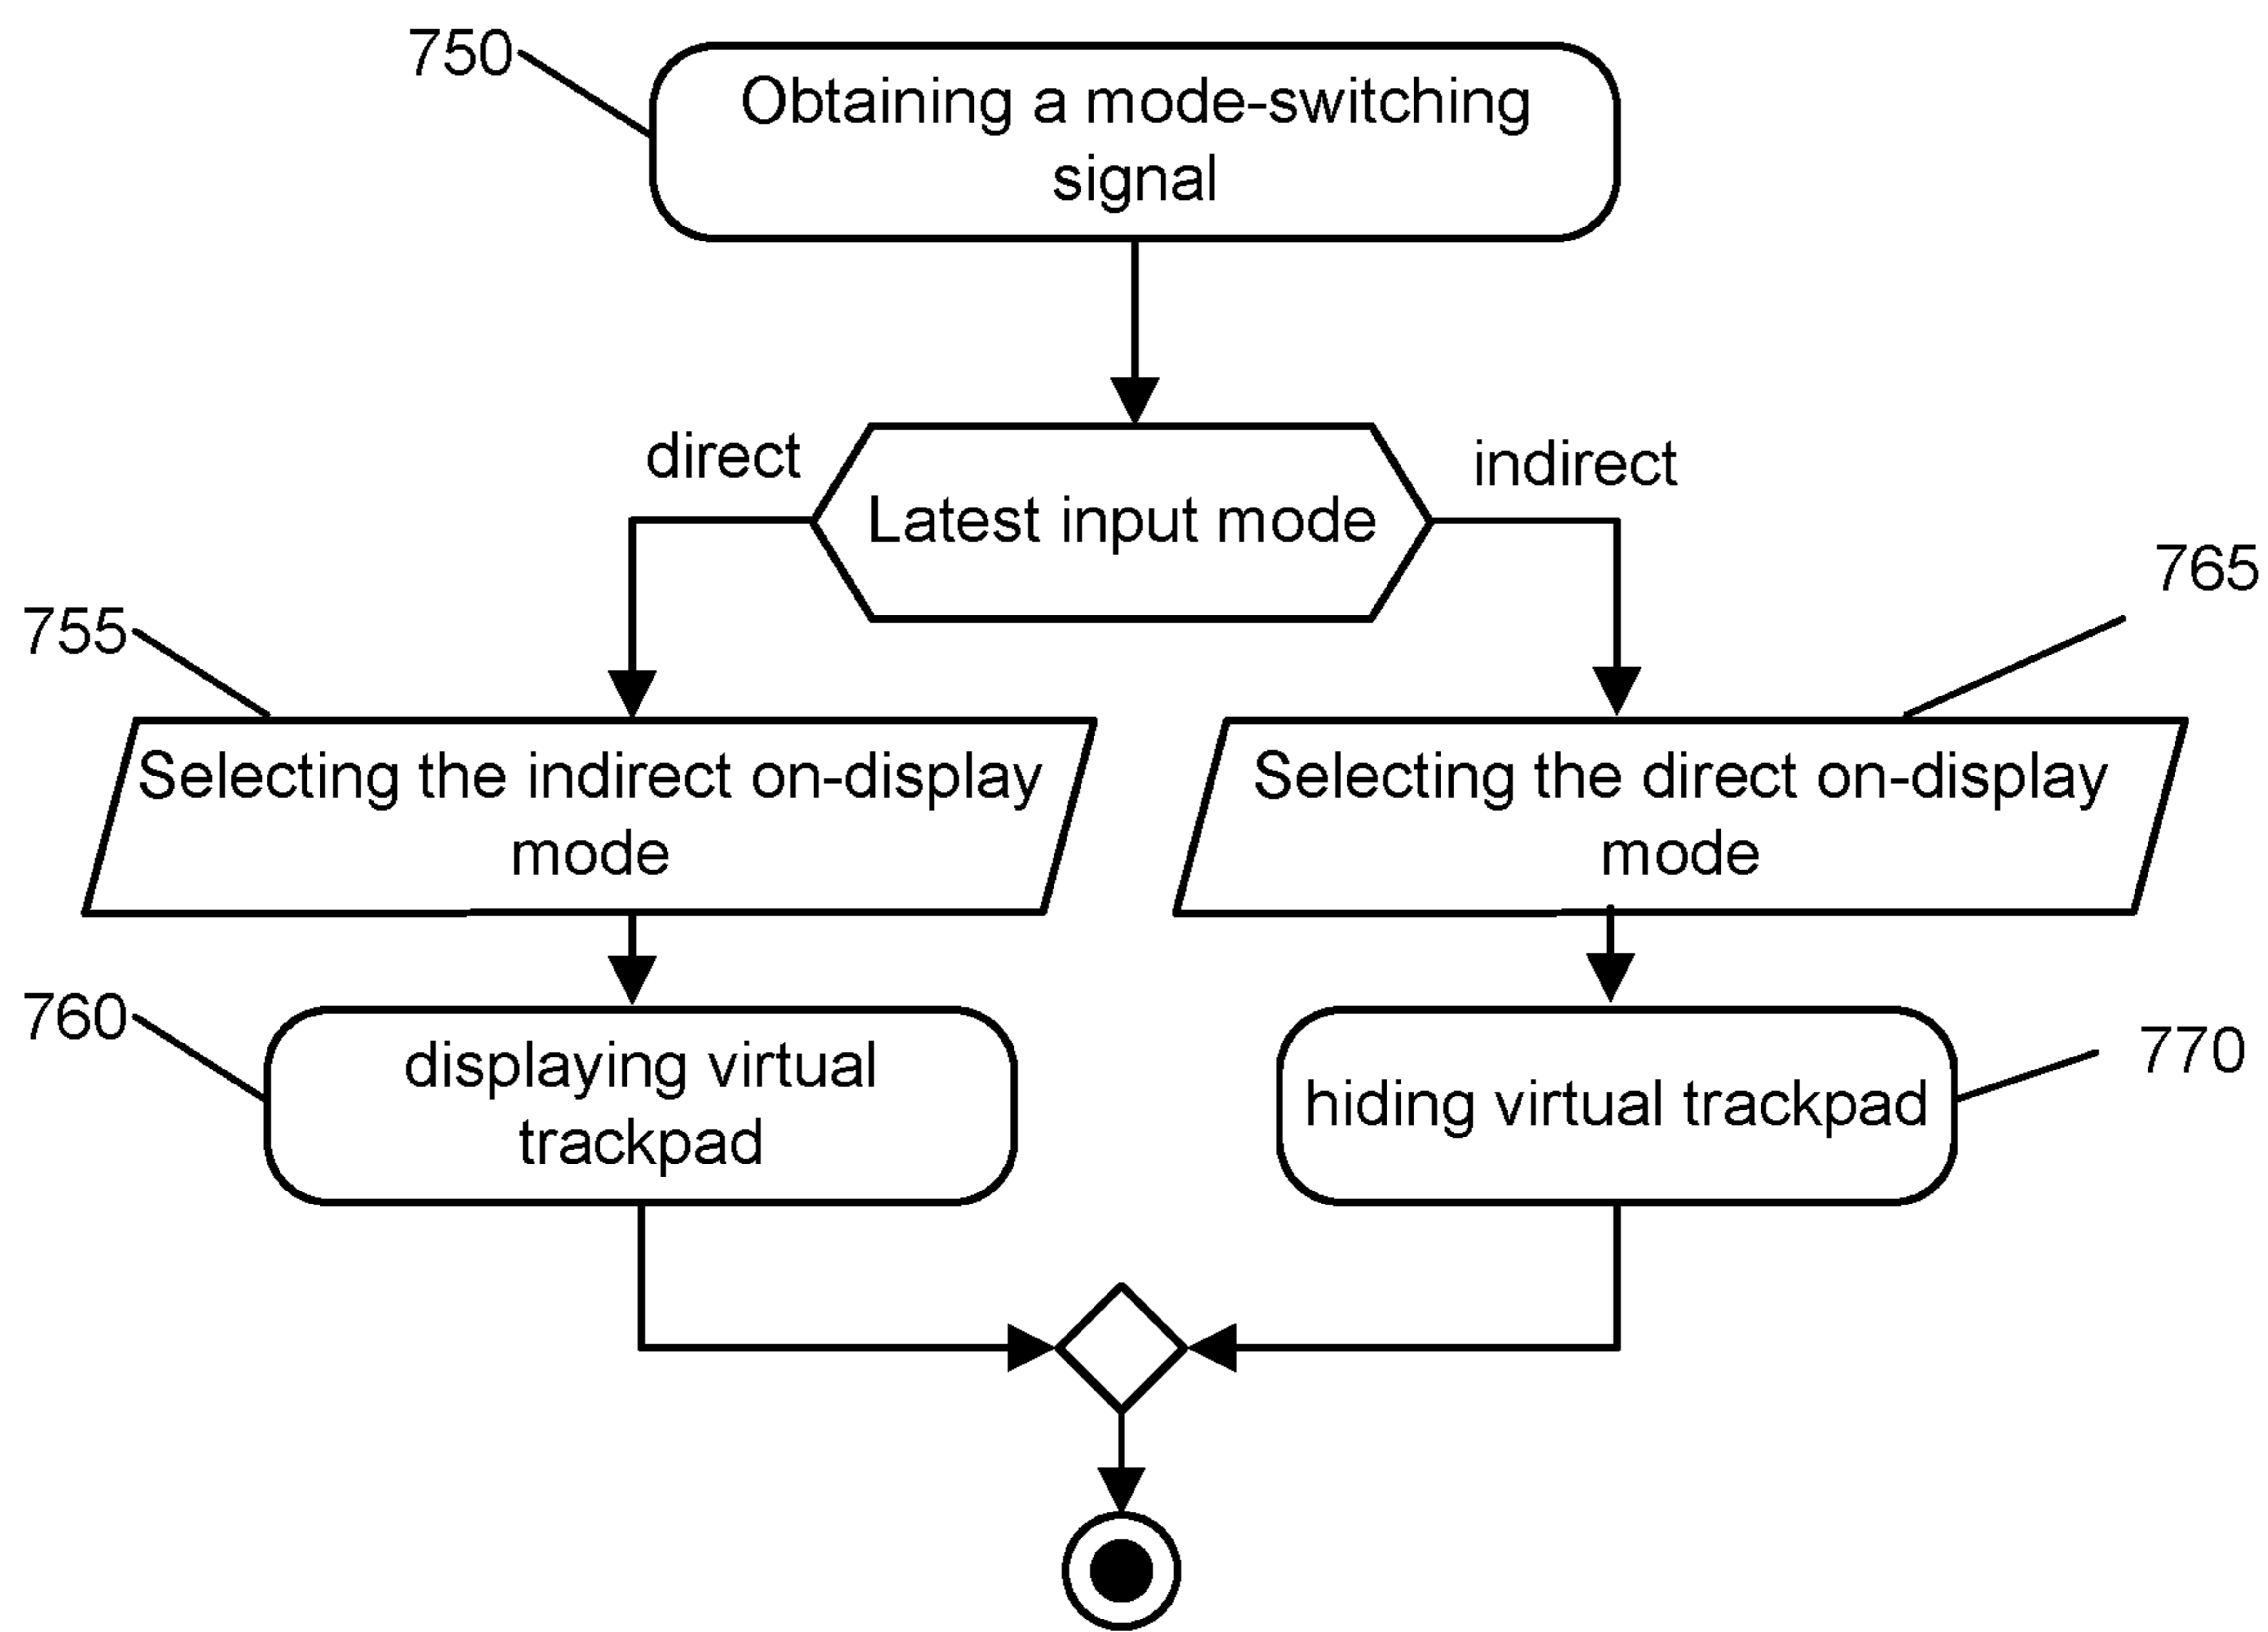 750
Obtaining a mode-switching
signal
direct
indirect
Latest input mode
765
755
Selecting the indirect on-display
mode
Selecting the direct on-display
mode
760
displaying virtual
trackpad
hiding virtual trackpad
770